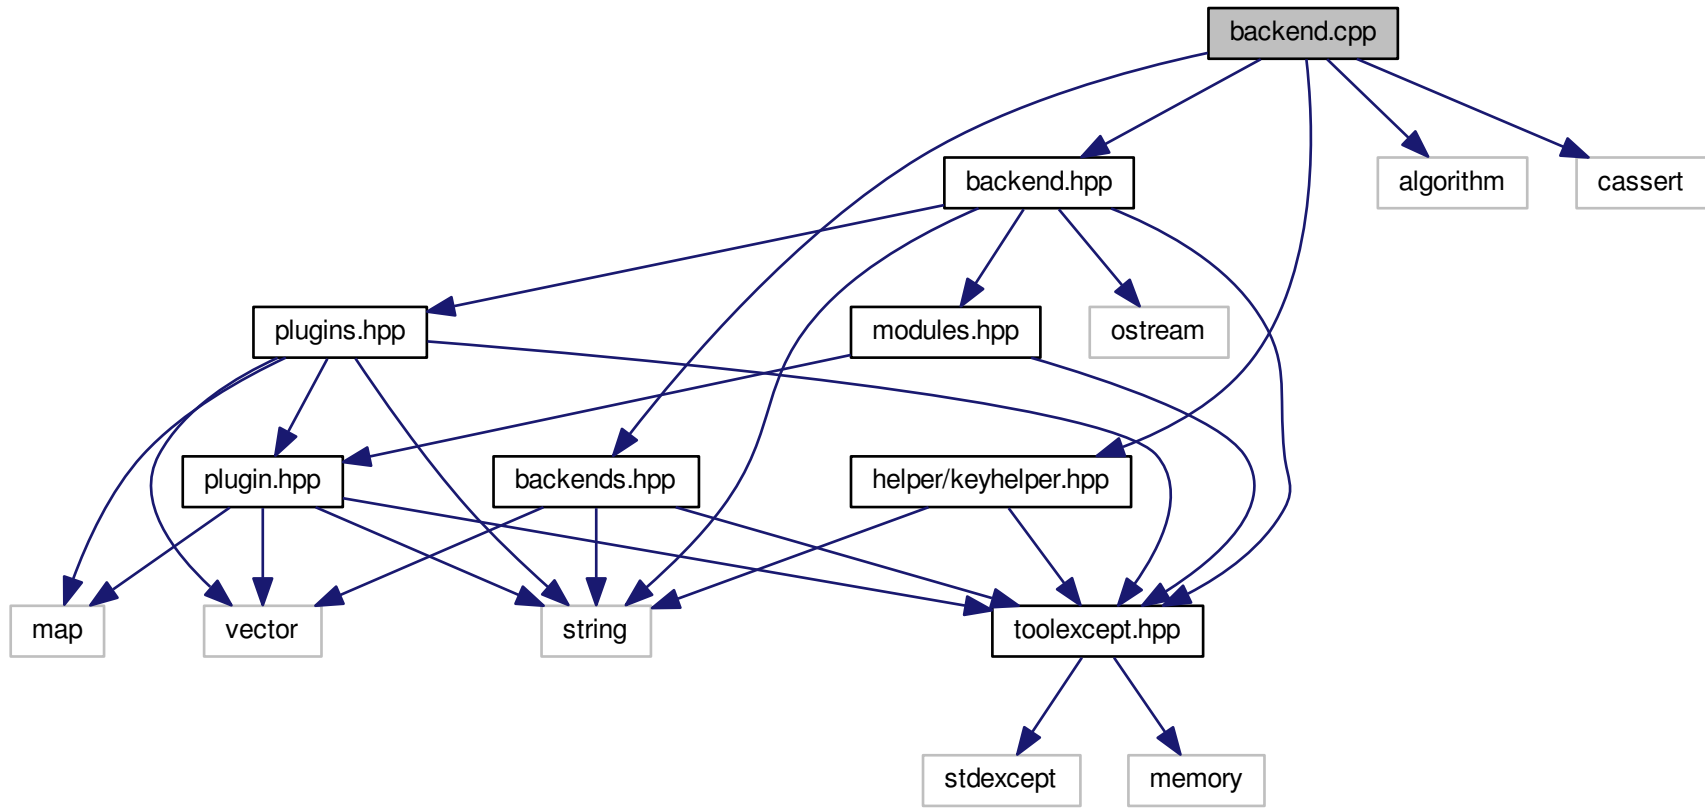 backend.cpp
backend.hpp
algorithm
cassert
plugins.hpp
modules.hpp
ostream
plugin.hpp
backends.hpp
helper/keyhelper.hpp
map
vector
string
toolexcept.hpp
stdexcept
memory